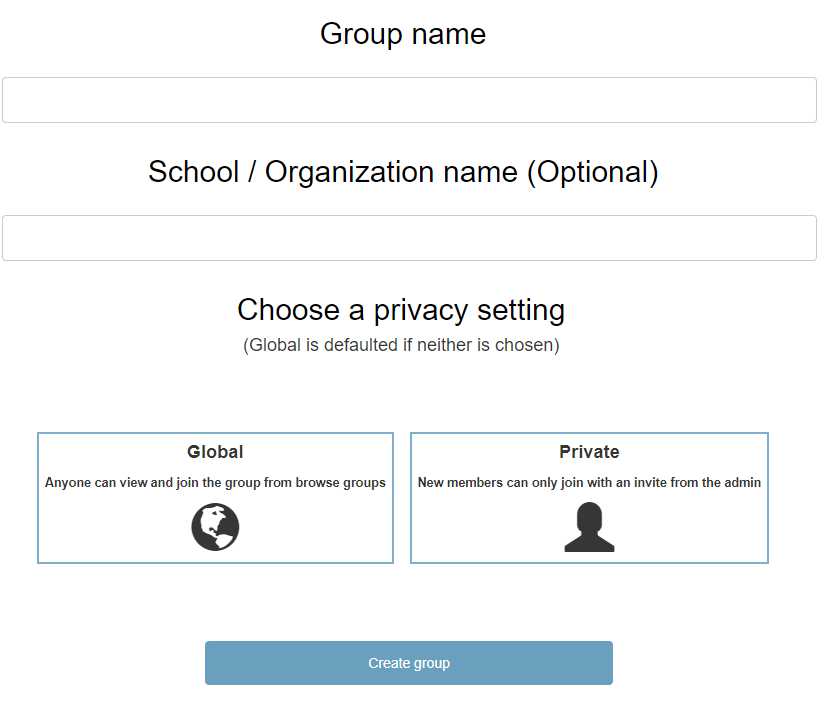 Group name
School / Organization name (Optional)
Choose a privacy setting
(Global is defaulted if neither is chosen)
Global
Anyone can view and join the group from browse groups
Private
New members can only join with an invite from the admin
Create group